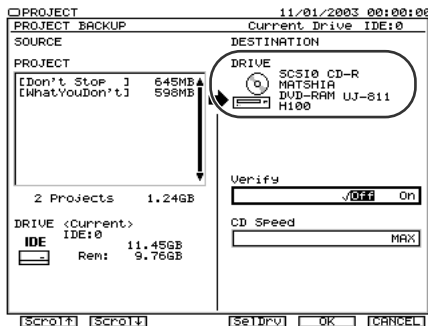 PROJECT 11/01/2003 00:00:00
PROJECT BACKUP Current Drive IDE:0
SOURCE DESTINATION
PROJECT DRIVE
[Don't Stop ] 645MB
[WhatYouDon't] 598MB
SCSI0 CD-R
MATSHIA
DVD-RAM UJ-811
H100
2 Projects 1.24GB
Verify
√Off On
DRIVE <Current>
IDE IDE:0
11.45GB
Rem: 9.76GB
CD Speed
MAX
[Scrol↑] [Scrol↓] [SelDrv] [ OK ] [CANCEL]